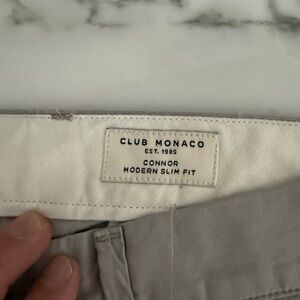 CLUB MONACO
EST. 1985
CONNOR
MODERN SLIM FIT